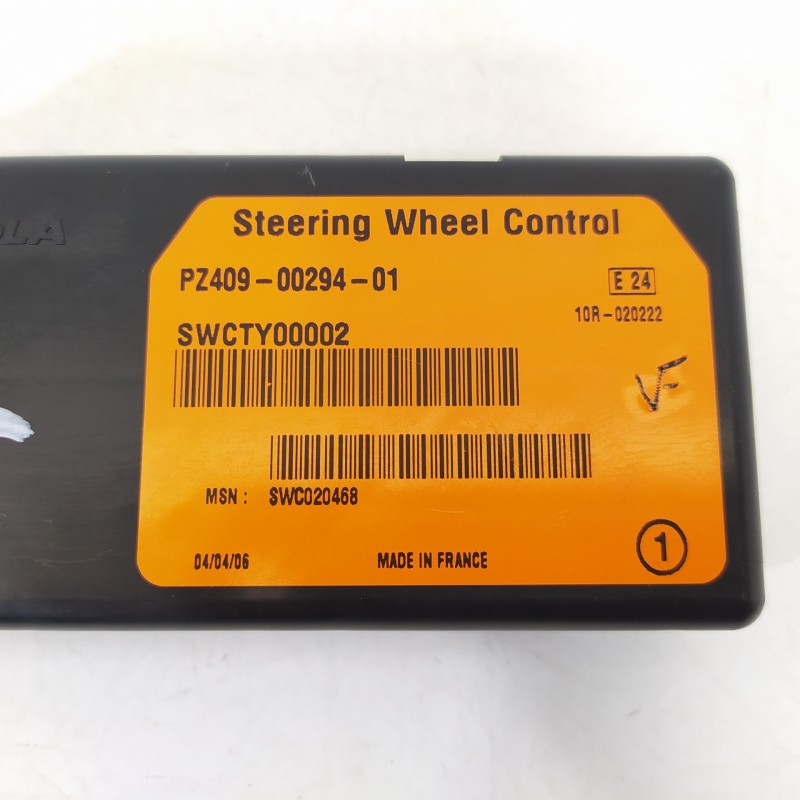 OLA
Steering Wheel Control
PZ409-00294-01
E 24
10R-020222
SWCTY00002
VF
MSN : SWC020468
1
04/04/06
MADE IN FRANCE